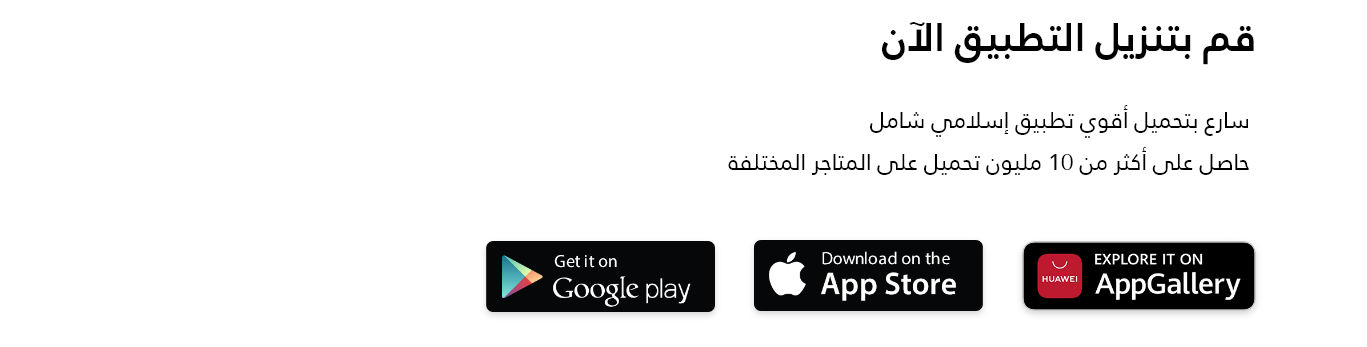 قم بتنزيل التطبيق الآن
سارع بتحميل أقوي تطبيق إسلامي شامل
حاصل على أكثر من 10 مليون تحميل على المتاجر المختلفة
EXPLORE IT ON
HUAWEI
AppGallery
Download on the
App Store
Get it on
Google play